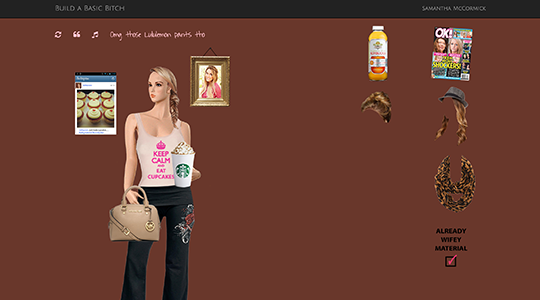 Build a Basic Bitch
Samantha McCormick
Omg those Lululemon pants tho
OK!
SHOCKERS!
KEEP
CALM
AND
EAT
CUPCAKES
ALREADY
WIFEY
MATERIAL